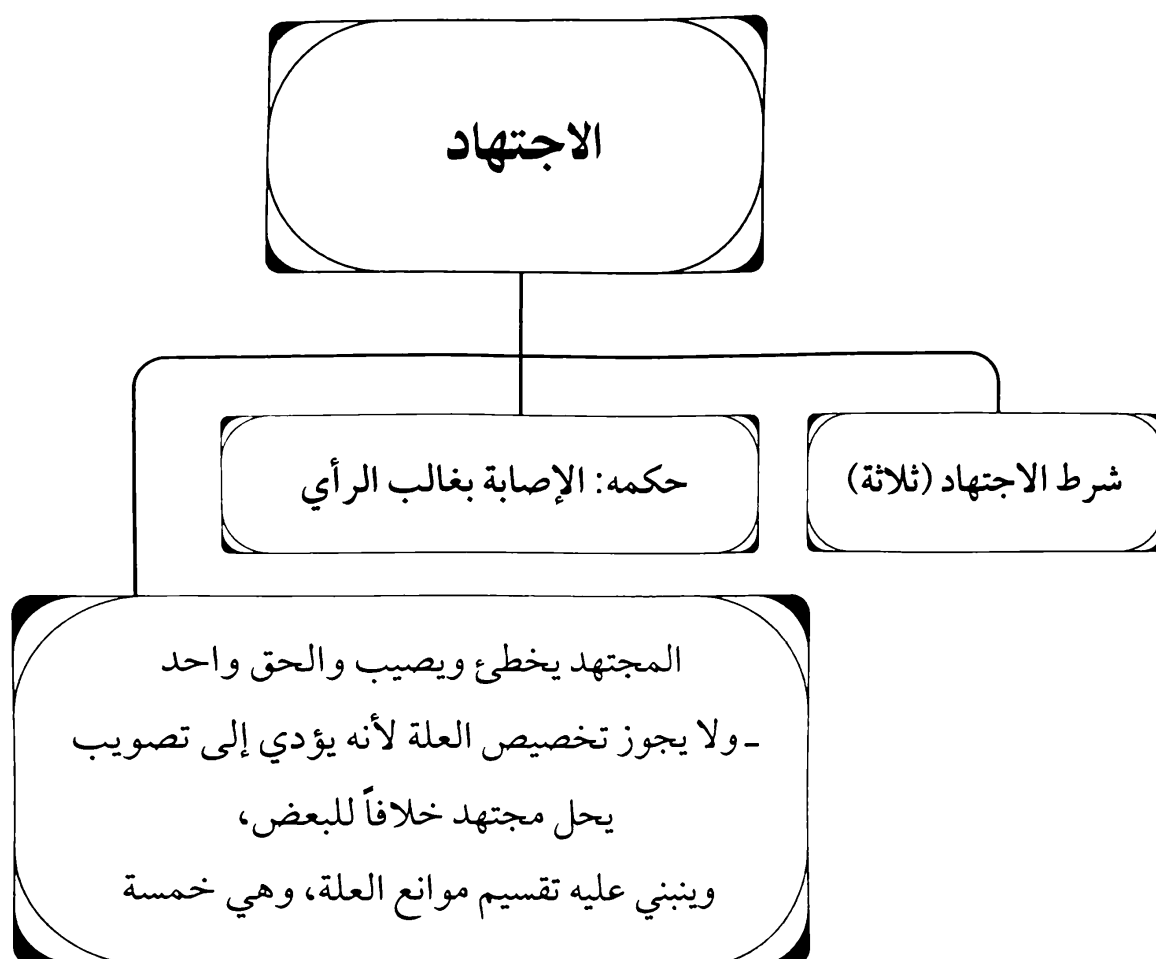 الاجتهاد
شرط الاجتهاد (ثلاثة)
حكمه: الإصابة بغالب الرأي
المجتهد يخطئ ويصيب والحق واحد
- ولا يجوز تخصيص العلة لأنه يؤدي إلى تصويب
يحل مجتهد خلافاً للبعض،
وينبني عليه تقسيم موانع العلة، وهي خمسة